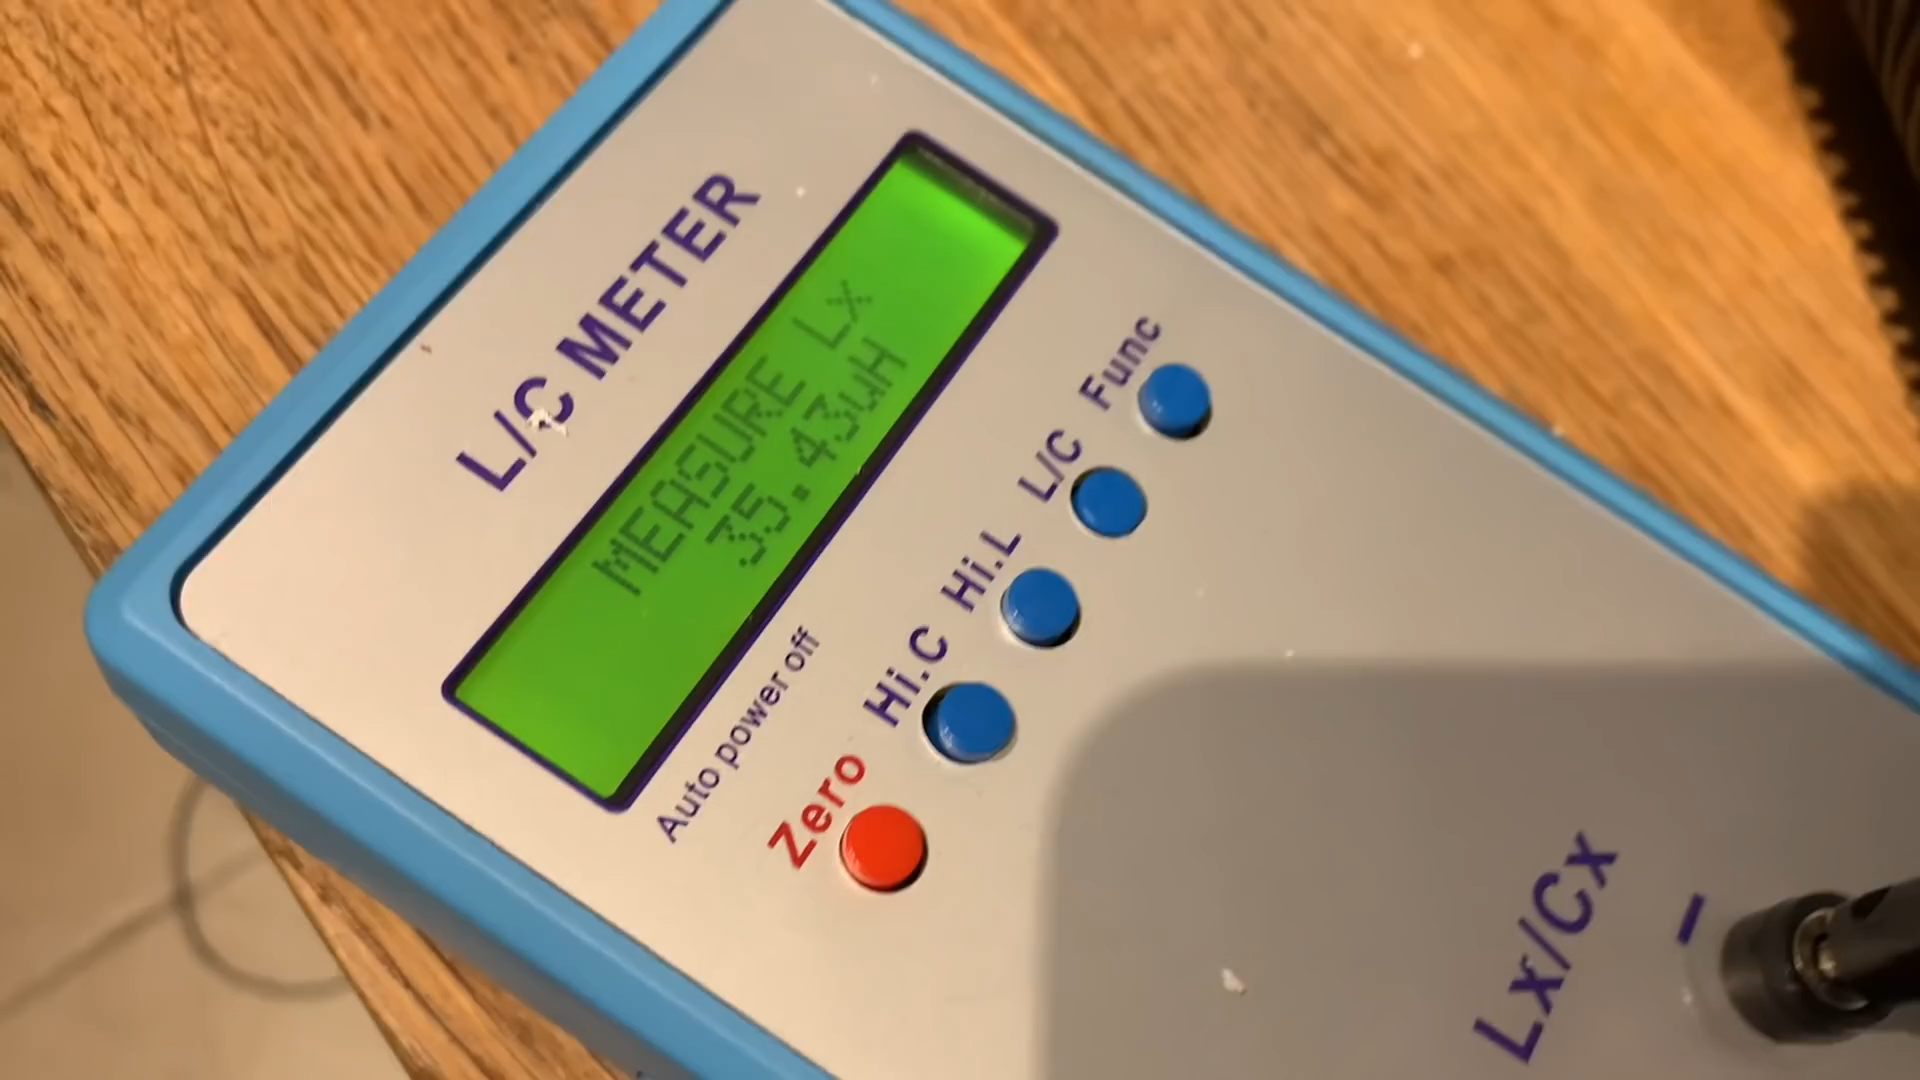 L/C METER
MEASURE Lx
35.43uH
Auto power off
Zero Hi.C Hi.L L/C Func
Lx/Cx
-